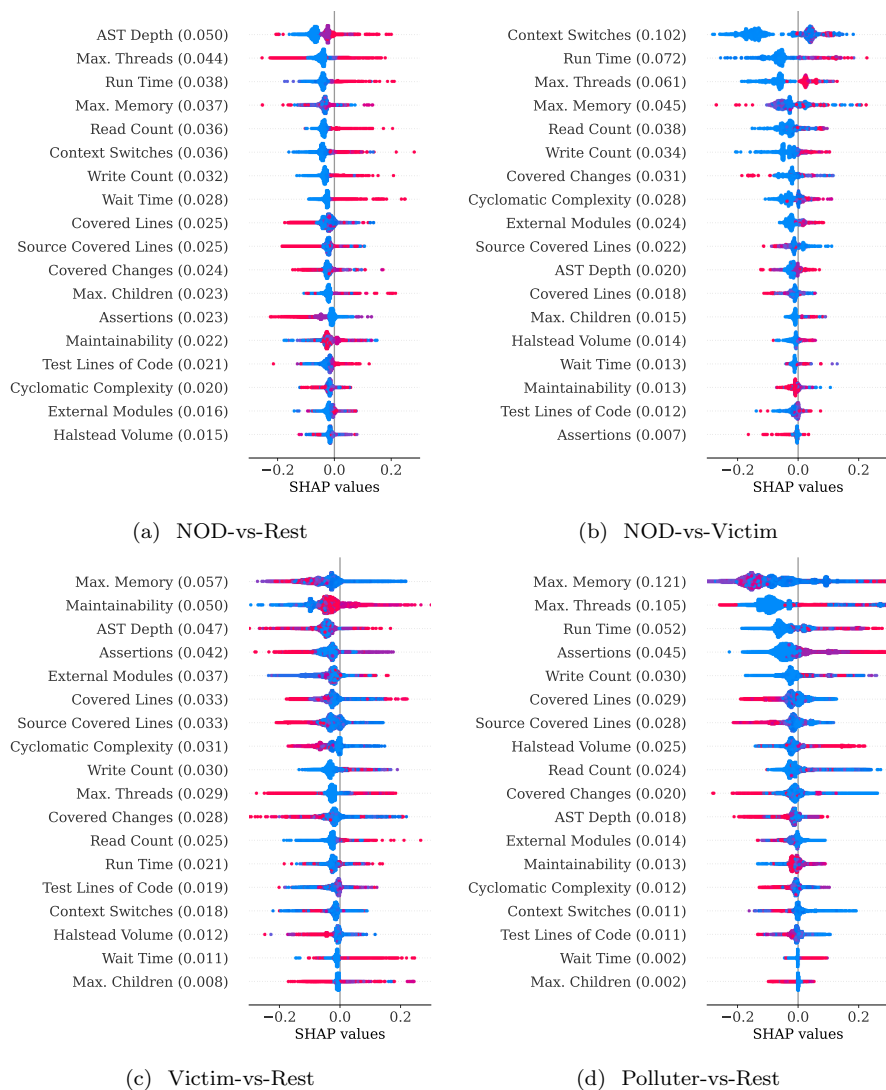 AST Depth (0.050)
Max. Threads (0.044)
Run Time (0.038)
Max. Memory (0.037)
Read Count (0.036)
Context Switches (0.036)
Write Count (0.032)
Wait Time (0.028)
Covered Lines (0.025)
Source Covered Lines (0.025)
Covered Changes (0.024)
Max. Children (0.023)
Assertions (0.023)
Maintainability (0.022)
Test Lines of Code (0.021)
Cyclomatic Complexity (0.020)
External Modules (0.016)
Halstead Volume (0.015)
−0.2 0.0 0.2
SHAP values
(a) NOD-vs-Rest
Context Switches (0.102)
Run Time (0.072)
Max. Threads (0.061)
Max. Memory (0.045)
Read Count (0.038)
Write Count (0.034)
Covered Changes (0.031)
Cyclomatic Complexity (0.028)
External Modules (0.024)
Source Covered Lines (0.022)
AST Depth (0.020)
Covered Lines (0.018)
Max. Children (0.015)
Halstead Volume (0.014)
Wait Time (0.013)
Maintainability (0.013)
Test Lines of Code (0.012)
Assertions (0.007)
−0.2 0.0 0.2
SHAP values
(b) NOD-vs-Victim
Max. Memory (0.057)
Maintainability (0.050)
AST Depth (0.047)
Assertions (0.042)
External Modules (0.037)
Covered Lines (0.033)
Source Covered Lines (0.033)
Cyclomatic Complexity (0.031)
Write Count (0.030)
Max. Threads (0.029)
Covered Changes (0.028)
Read Count (0.025)
Run Time (0.021)
Test Lines of Code (0.019)
Context Switches (0.018)
Halstead Volume (0.012)
Wait Time (0.011)
Max. Children (0.008)
−0.2 0.0 0.2
SHAP values
(c) Victim-vs-Rest
Max. Memory (0.121)
Max. Threads (0.105)
Run Time (0.052)
Assertions (0.045)
Write Count (0.030)
Covered Lines (0.029)
Source Covered Lines (0.028)
Halstead Volume (0.025)
Read Count (0.024)
Covered Changes (0.020)
AST Depth (0.018)
External Modules (0.014)
Maintainability (0.013)
Cyclomatic Complexity (0.012)
Context Switches (0.011)
Test Lines of Code (0.011)
Wait Time (0.002)
Max. Children (0.002)
−0.2 0.0 0.2
SHAP values
(d) Polluter-vs-Rest